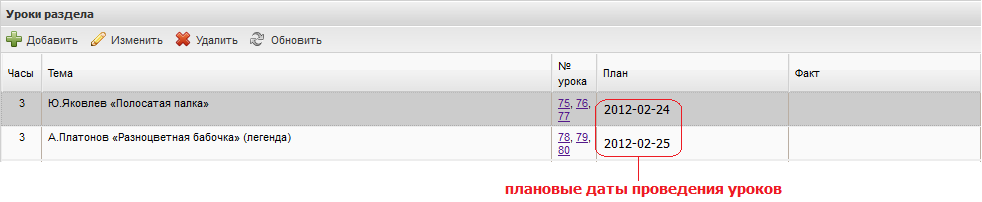 Уроки раздела
Добавить Изменить Удалить Обновить
Часы Тема № урока План Факт
3 Ю.Яковлев «Полосатая палка» 75, 76, 77 2012-02-24
3 А.Платонов «Разноцветная бабочка» (легенда) 78, 79, 80 2012-02-25
плановые даты проведения уроков